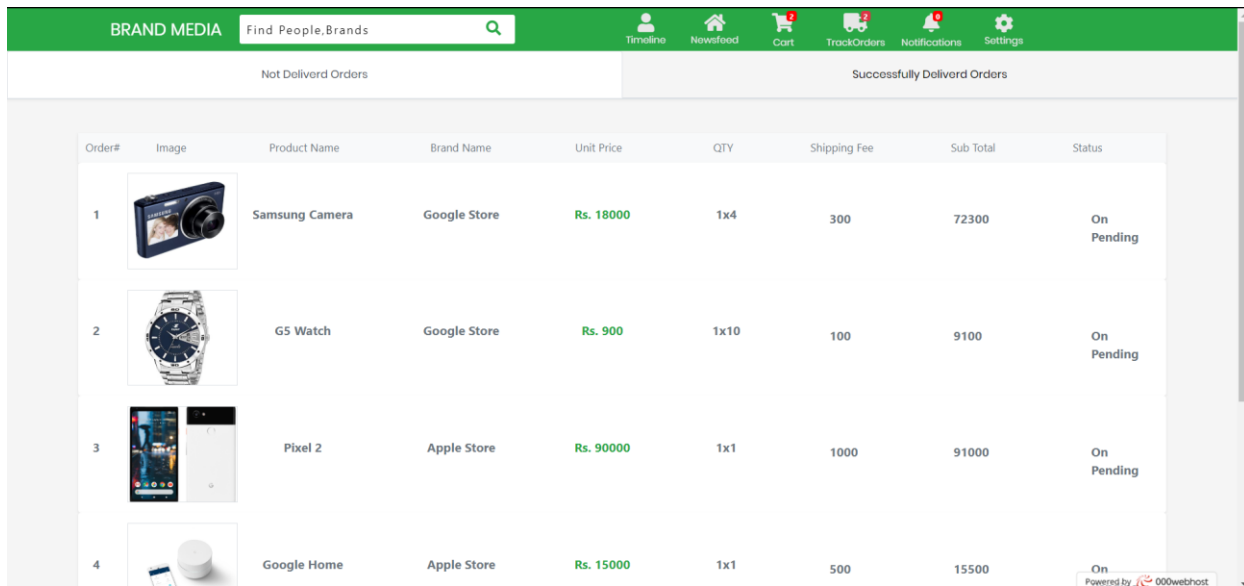 BRAND MEDIA Find People,Brands
Timeline Newsfeed Cart 2 TrackOrders 2 Notifications 0 Settings
Not Deliverd Orders Successfully Deliverd Orders
Order# Image Product Name Brand Name Unit Price QTY Shipping Fee Sub Total Status
1 SAMSUNG Samsung Camera Google Store Rs. 18000 1x4 300 72300 On
Pending
2 G5 Watch Google Store Rs. 900 1x10 100 9100 On
Pending
3 Pixel 2 Apple Store Rs. 90000 1x1 1000 91000 On
Pending
4 Google Home Apple Store Rs. 15000 1x1 500 15500 On
Powered by 000webhost